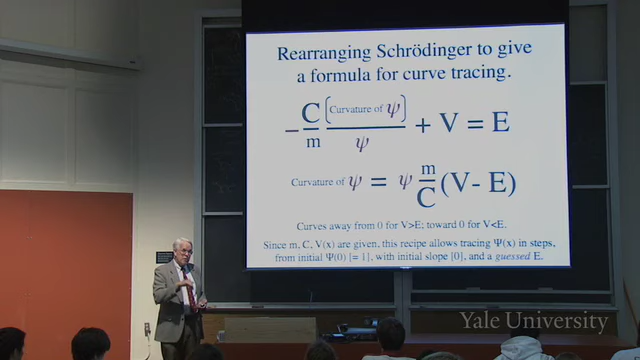 Rearranging Schrödinger to give
a formula for curve tracing.
− C/m [Curvature of ψ]/ψ + V = E
Curvature of ψ = ψ m/C (V- E)
Curves away from 0 for V>E; toward 0 for V<E.
Since m, C, V(x) are given, this recipe allows tracing Ψ(x) in steps,
from initial Ψ(0) [= 1], with initial slope [0], and a guessed E.
Yale University